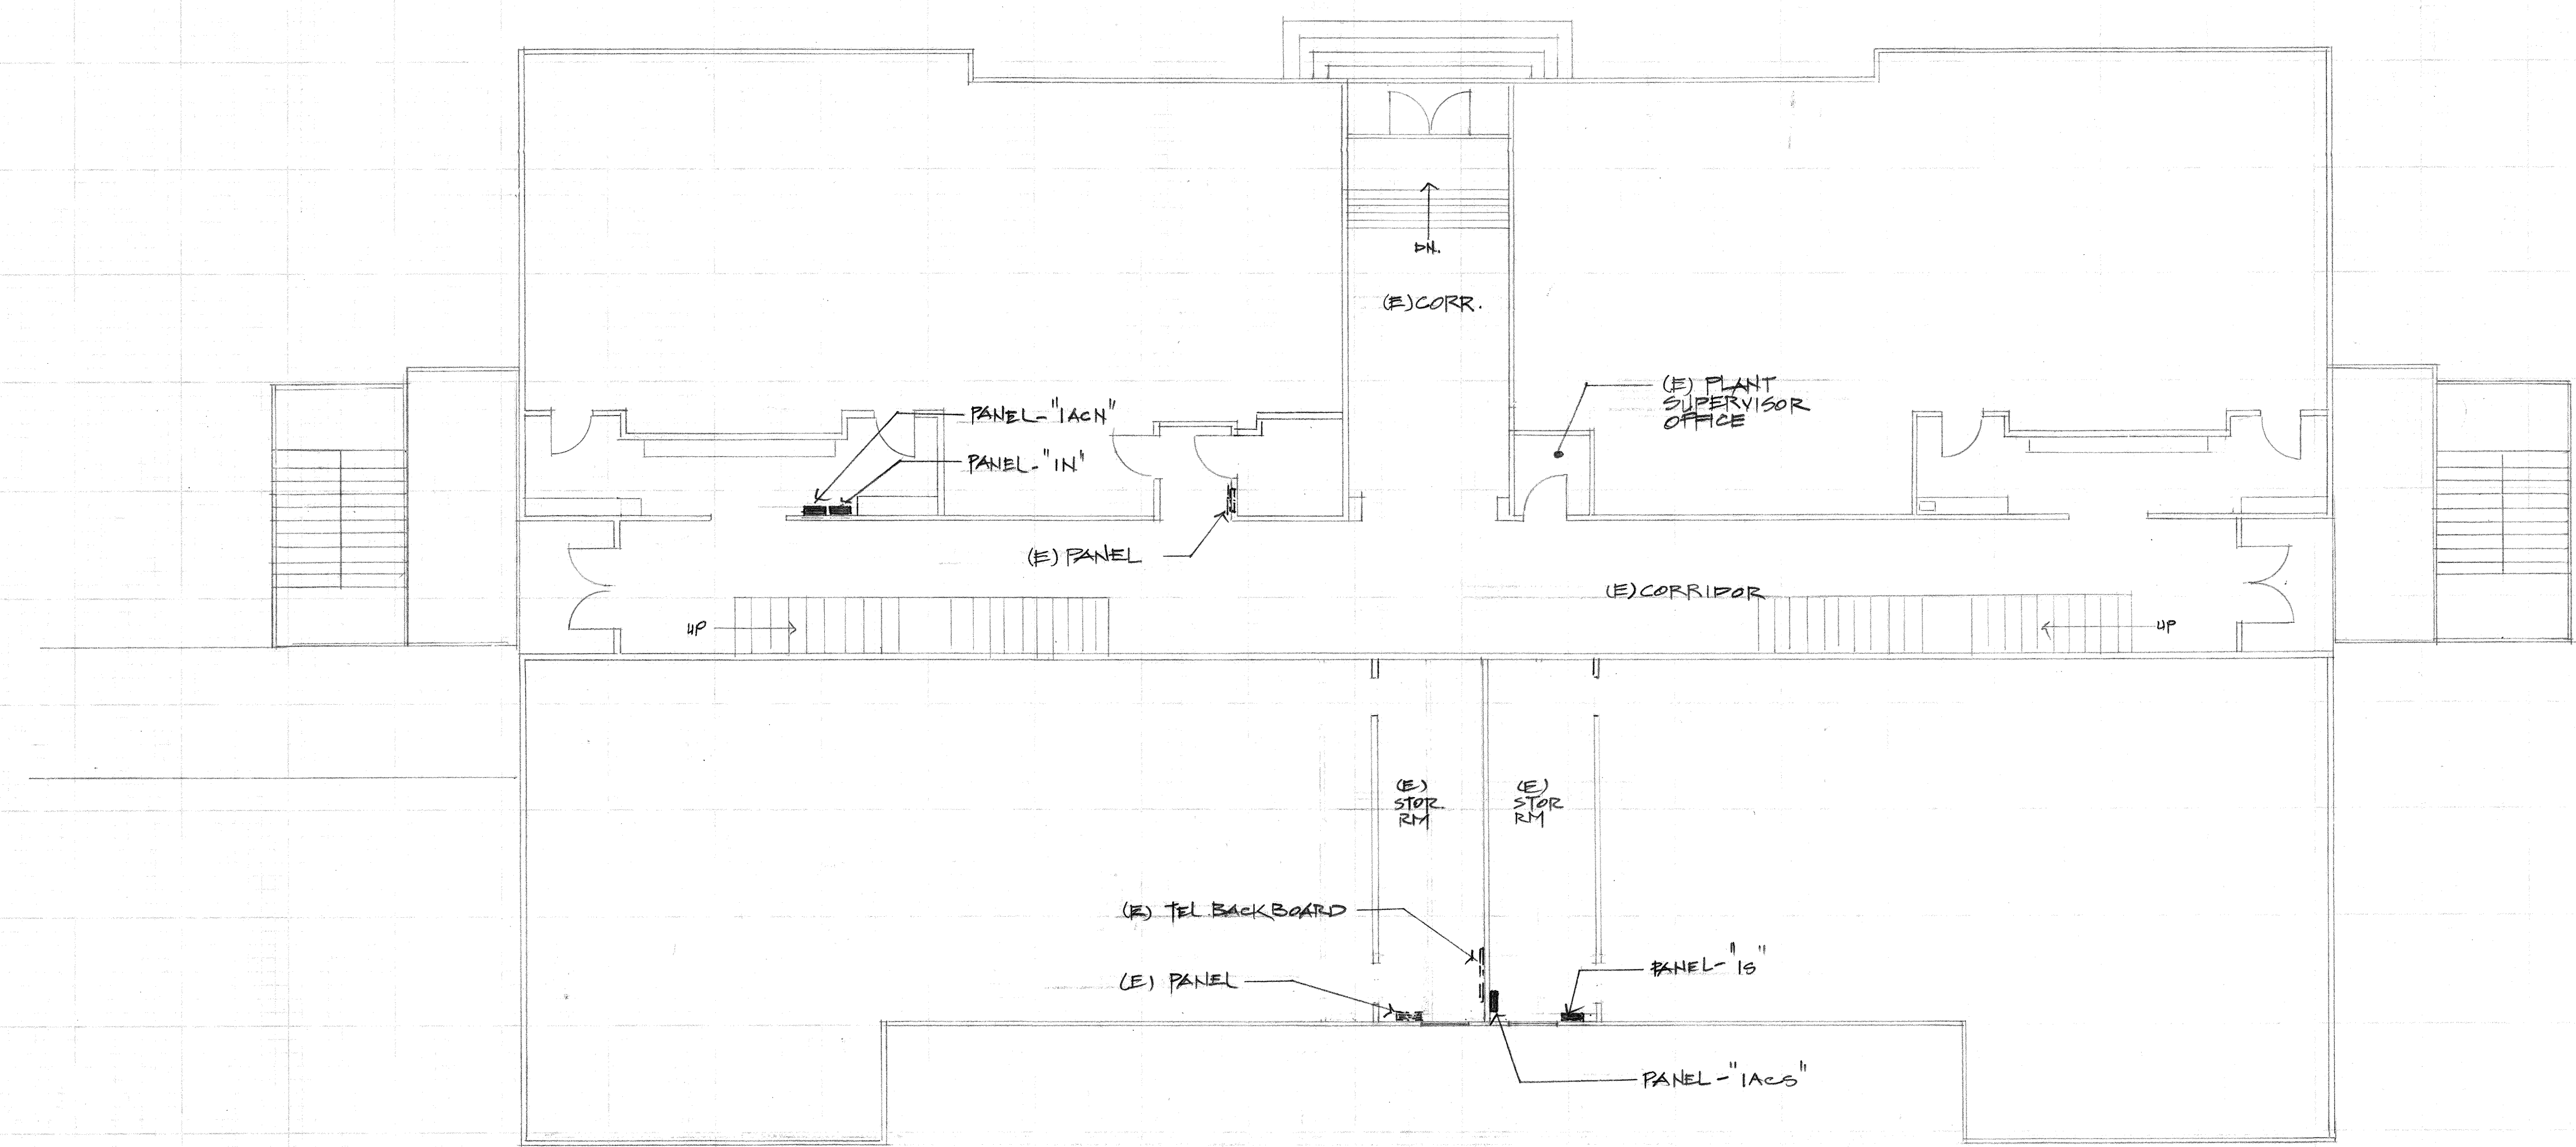 DN.
(E) CORR.
(E) PLANT
SUPERVISOR
OFFICE
PANEL-"1ACN"
PANEL-"1N"
(E) PANEL
(E) CORRIDOR
UP
UP
(E)
STOR
RM
(E)
STOR
RM
(E) TEL. BACKBOARD
(E) PANEL
PANEL-"1S"
PANEL-"1ACS"